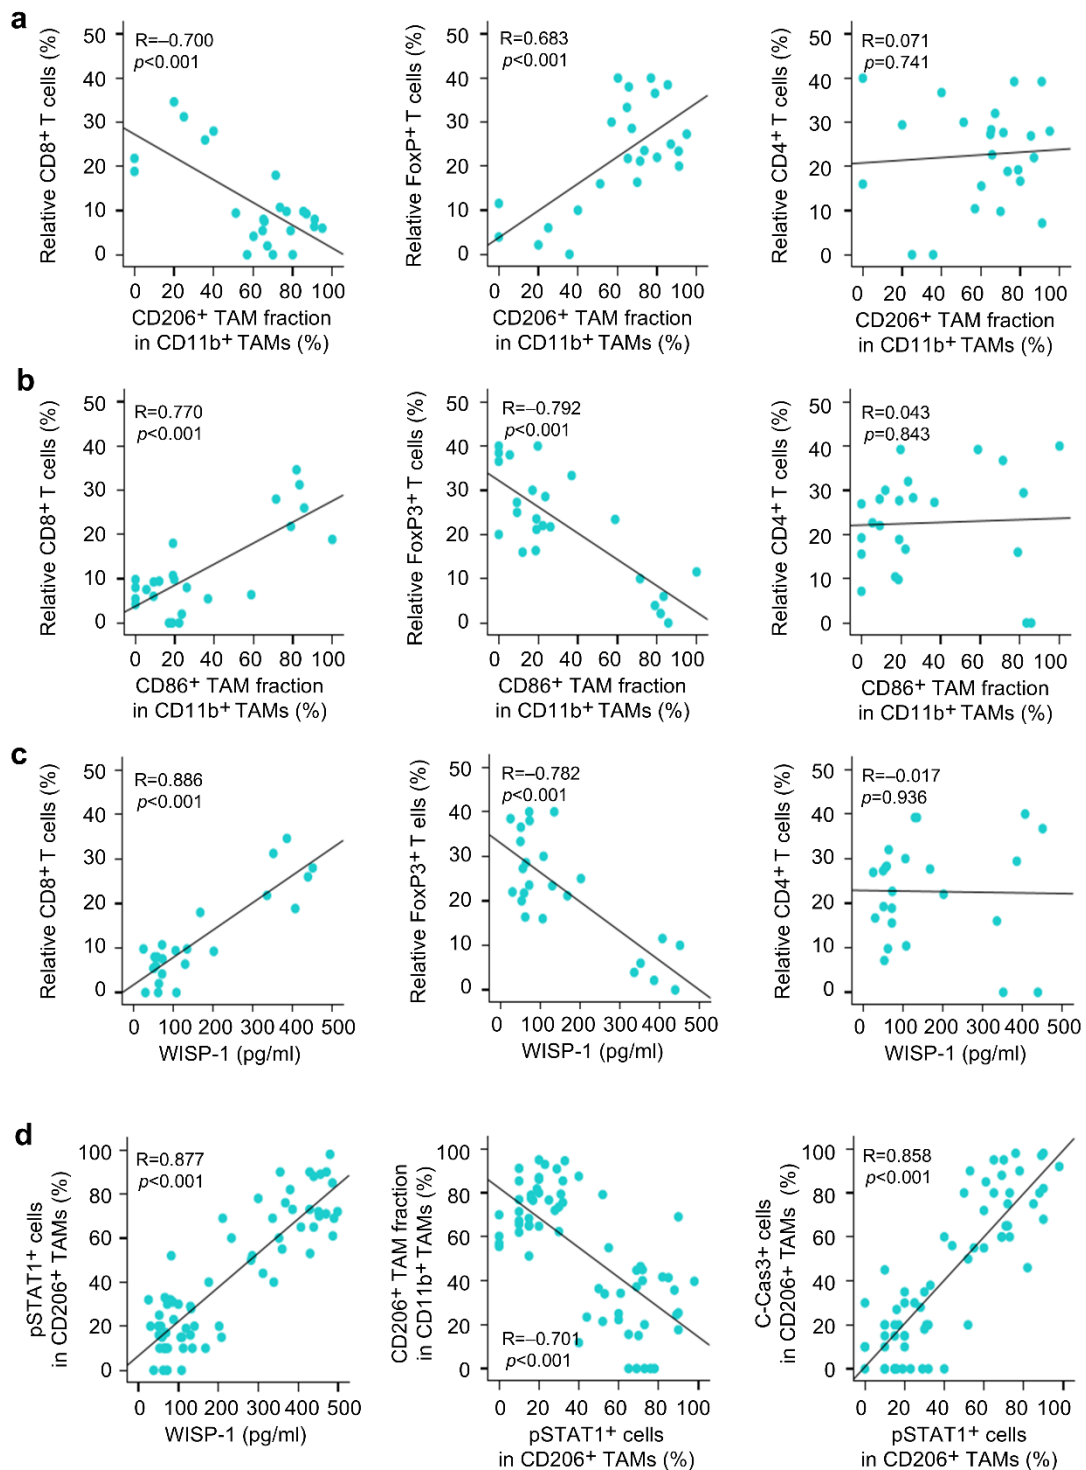 a
Relative CD8+ T cells (%)
50
40
30
20
10
0
R=–0.700
p<0.001
0 20 40 60 80 100
CD206+ TAM fraction
in CD11b+ TAMs (%)
Relative FoxP+ T cells (%)
50
40
30
20
10
0
R=0.683
p<0.001
0 20 40 60 80 100
CD206+ TAM fraction
in CD11b+ TAMs (%)
Relative CD4+ T cells (%)
50
40
30
20
10
0
R=0.071
p=0.741
0 20 40 60 80 100
CD206+ TAM fraction
in CD11b+ TAMs (%)
b
Relative CD8+ T cells (%)
50
40
30
20
10
0
R=0.770
p<0.001
0 20 40 60 80 100
CD86+ TAM fraction
in CD11b+ TAMs (%)
Relative FoxP3+ T cells (%)
50
40
30
20
10
0
R=–0.792
p<0.001
0 20 40 60 80 100
CD86+ TAM fraction
in CD11b+ TAMs (%)
Relative CD4+ T cells (%)
50
40
30
20
10
0
R=0.043
p=0.843
0 20 40 60 80 100
CD86+ TAM fraction
in CD11b+ TAMs (%)
c
Relative CD8+ T cells (%)
50
40
30
20
10
0
R=0.886
p<0.001
0 100 200 300 400 500
WISP-1 (pg/ml)
Relative FoxP3+ T ells (%)
50
40
30
20
10
0
R=–0.782
p<0.001
0 100 200 300 400 500
WISP-1 (pg/ml)
Relative CD4+ T cells (%)
50
40
30
20
10
0
R=–0.017
p=0.936
0 100 200 300 400 500
WISP-1 (pg/ml)
d
pSTAT1+ cells
in CD206+ TAMs (%)
100
80
60
40
20
0
R=0.877
p<0.001
0 100 200 300 400 500
WISP-1 (pg/ml)
CD206+ TAM fraction
in CD11b+ TAMs (%)
100
80
60
40
20
0
R=–0.701
p<0.001
0 20 40 60 80 100
pSTAT1+ cells
in CD206+ TAMs (%)
C-Cas3+ cells
in CD206+ TAMs (%)
100
80
60
40
20
0
R=0.858
p<0.001
0 20 40 60 80 100
pSTAT1+ cells
in CD206+ TAMs (%)